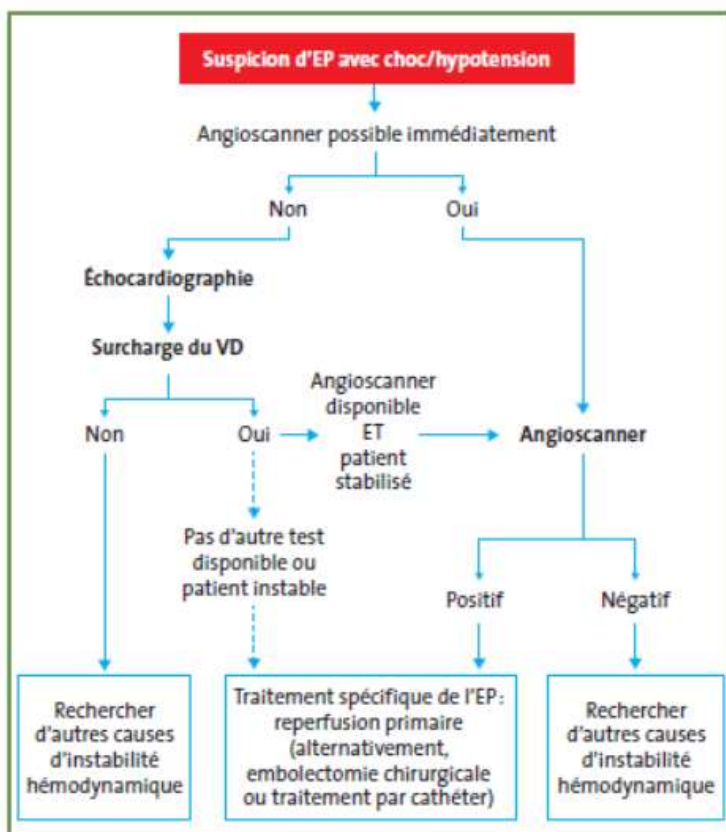 Suspicion d'EP avec choc/hypotension
Angioscanner possible immédiatement
Non
Oui
Échocardiographie
Surcharge du VD
Non
Oui
Angioscanner
disponible
ET
patient
stabilisé
Angioscanner
Pas d'autre test
disponible ou
patient instable
Positif
Négatif
Rechercher
d'autres causes
d'instabilité
hémodynamique
Traitement spécifique de l'EP :
reperfusion primaire
(alternativement,
embolectomie chirurgicale
ou traitement par cathéter)
Rechercher
d'autres causes
d'instabilité
hémodynamique